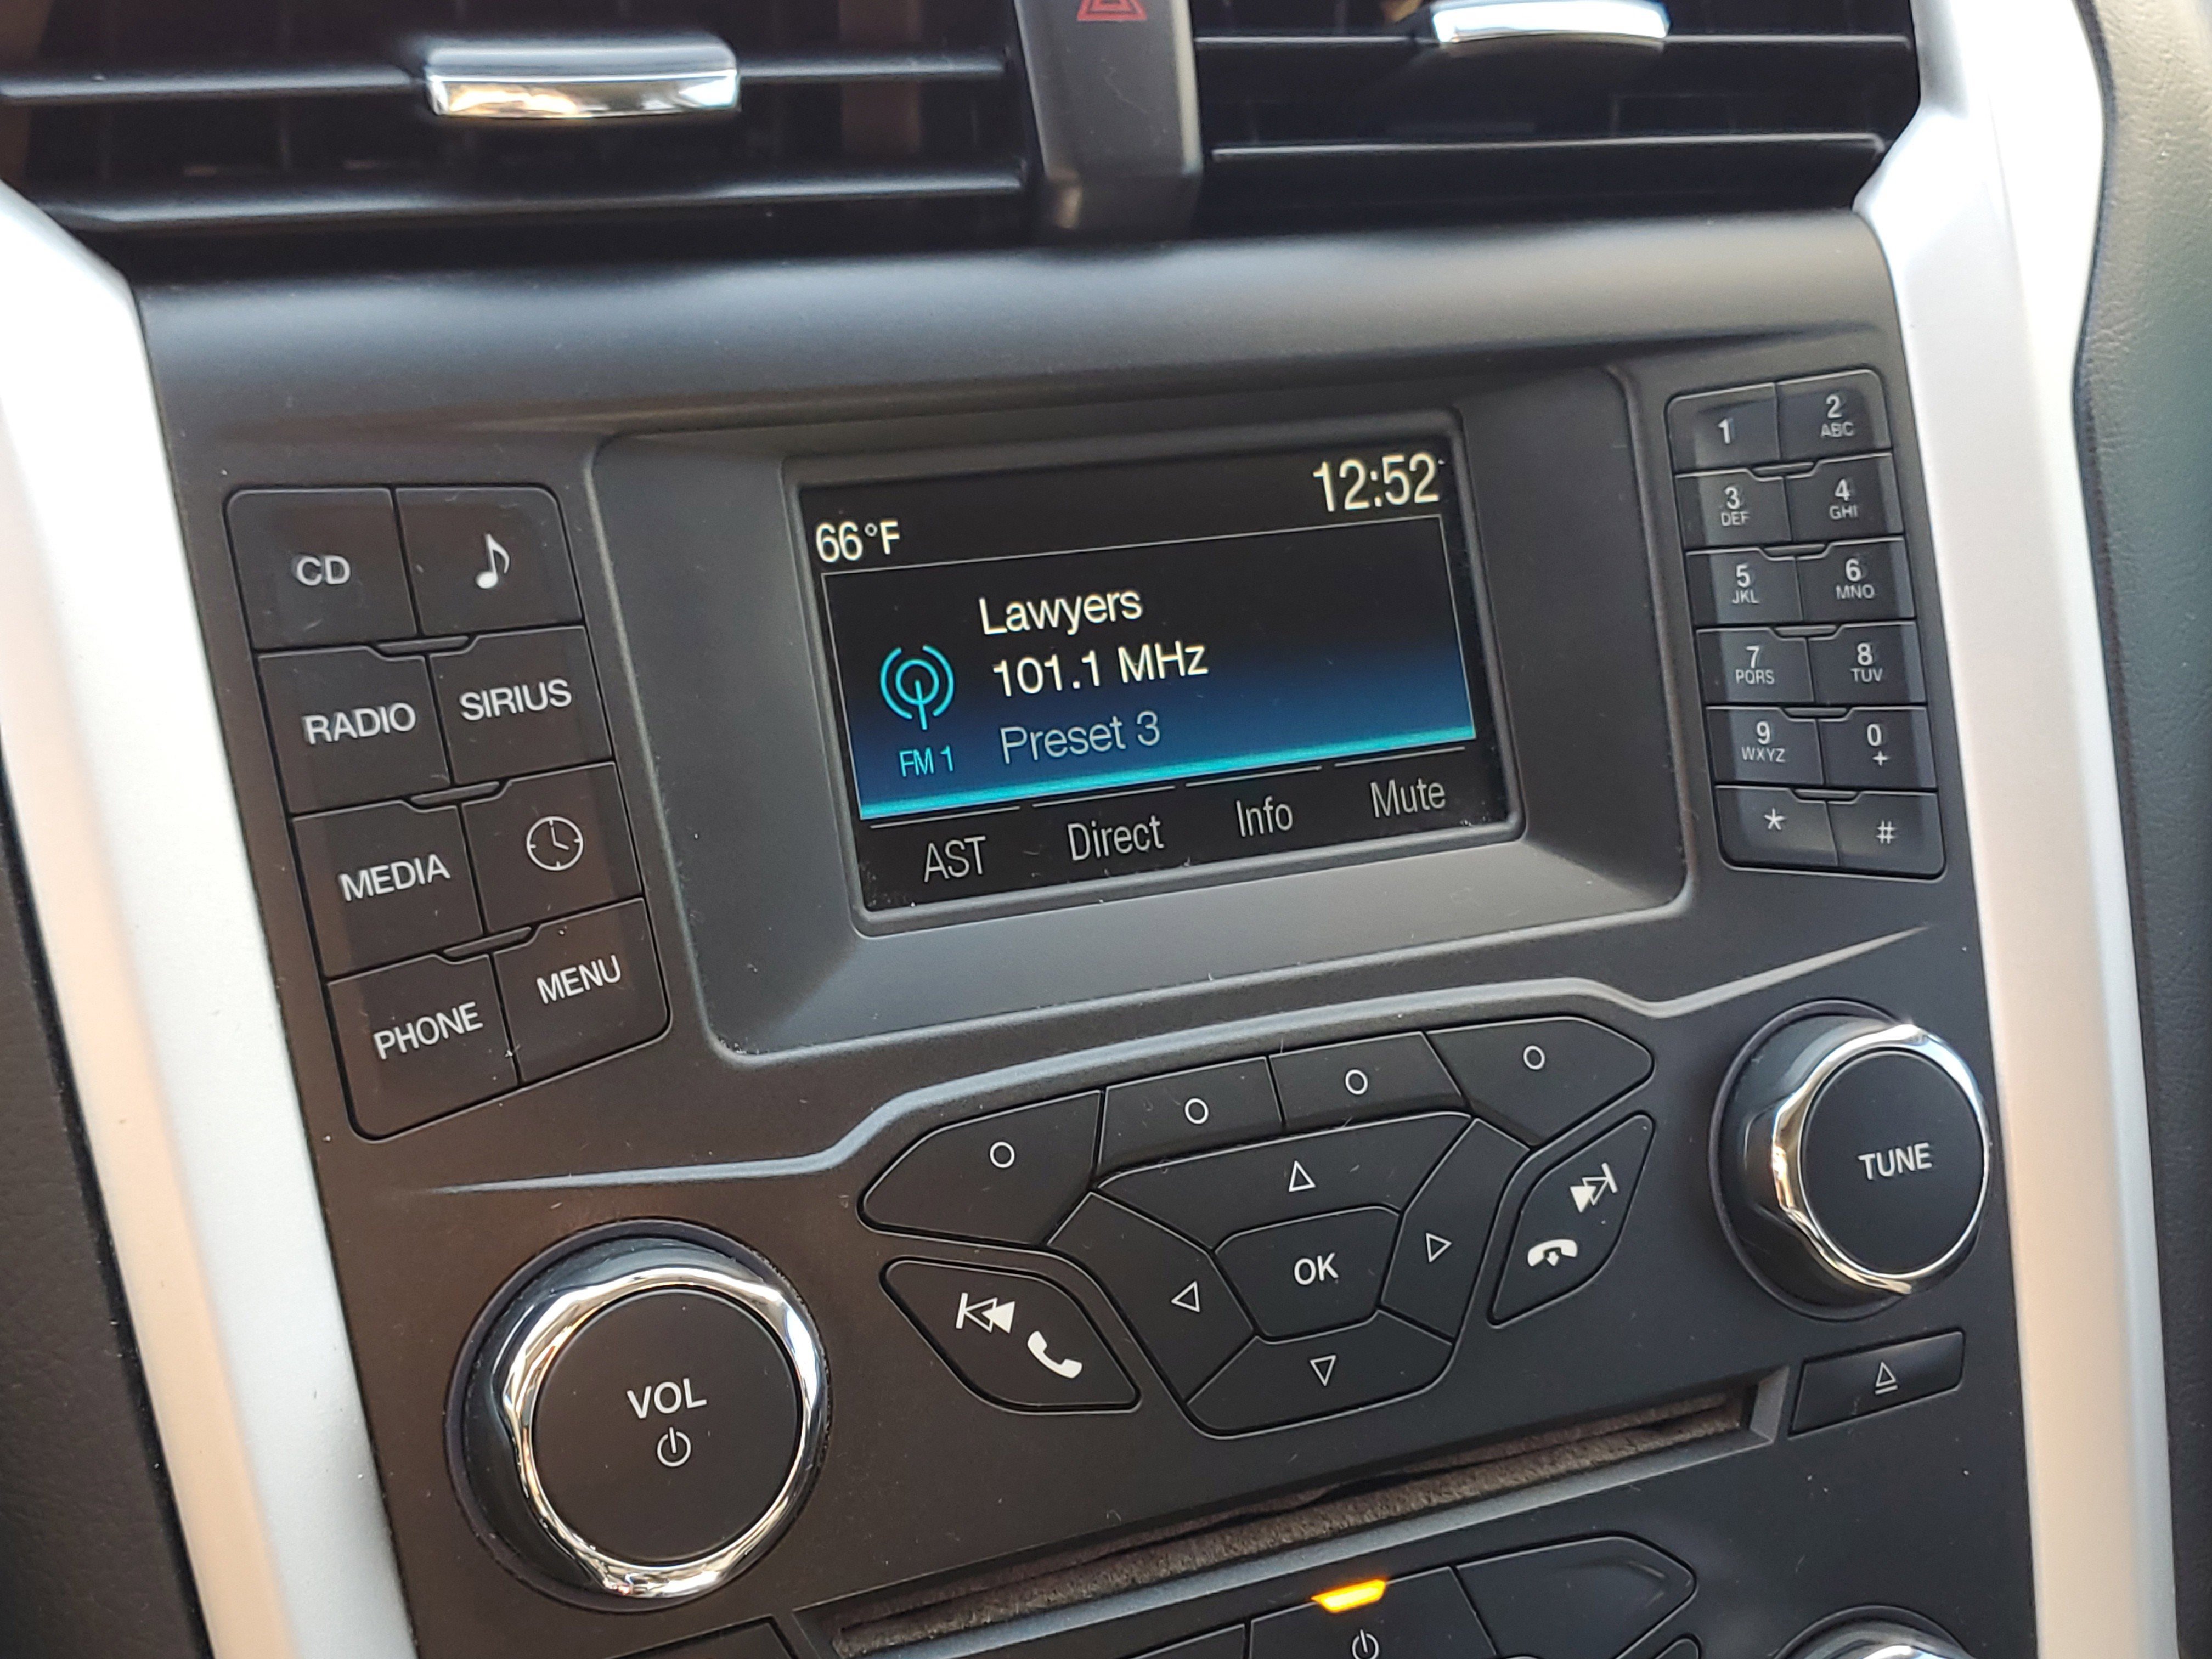 66°F
12:52
Lawyers
101.1 MHz
FM 1
Preset 3
AST
Direct
Info
Mute
CD
RADIO
SIRIUS
MEDIA
PHONE
MENU
1
2
ABC
3
DEF
4
GHI
5
JKL
6
MNO
7
PQRS
8
TUV
9
WXYZ
0
+
*
#
OK
VOL
TUNE